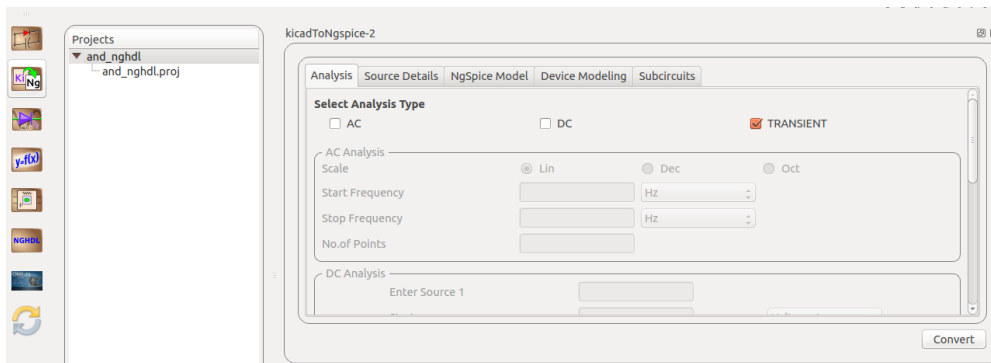 kicadToNgspice-2
Projects
and_nghdl
and_nghdl.proj
Ki
Ng
y=f(x)
NGHDL
Analysis Source Details NgSpice Model Device Modeling Subcircuits
Select Analysis Type
AC DC TRANSIENT
AC Analysis
Scale Lin Dec Oct
Start Frequency Hz
Stop Frequency Hz
No.of Points
DC Analysis
Enter Source 1
Convert